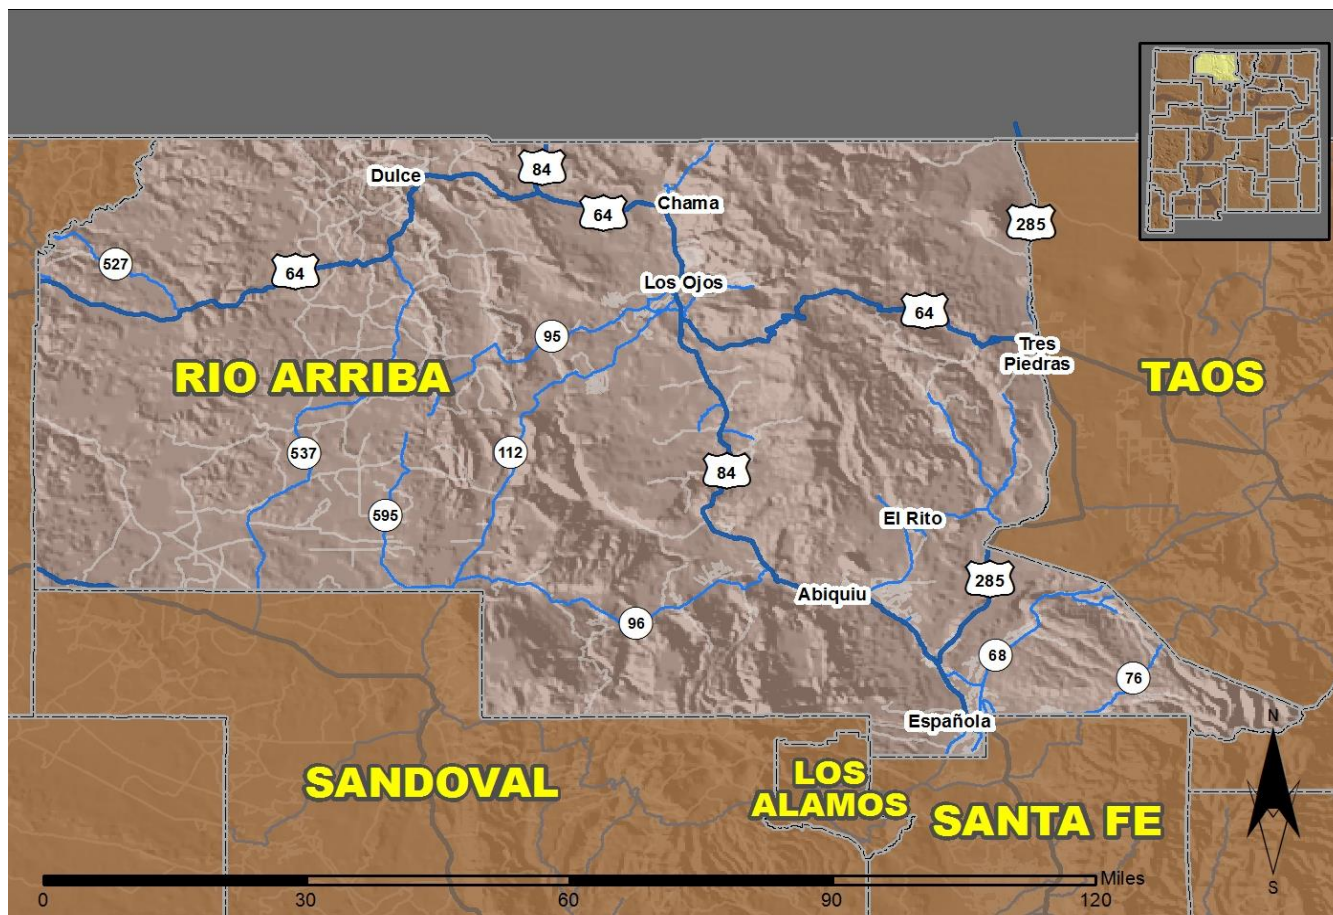 84
Dulce
Chama
64
285
527
64
Los Ojos
64
95
Tres
Piedras
RIO ARRIBA
TAOS
537
112
84
595
El Rito
285
Abiquiu
96
68
76
Española
N
SANDOVAL
LOS
ALAMOS
SANTA FE
Miles
S
0
30
60
90
120